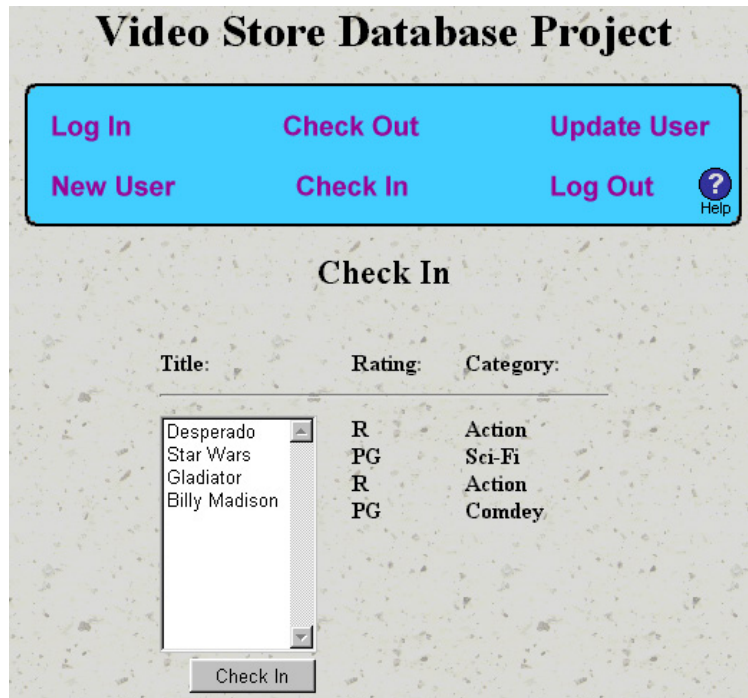 Video Store Database Project
Log In Check Out Update User
New User Check In Log Out ? Help
Check In
Title: Rating: Category:
Desperado R Action
Star Wars PG Sci-Fi
Gladiator R Action
Billy Madison PG Comdey
Check In